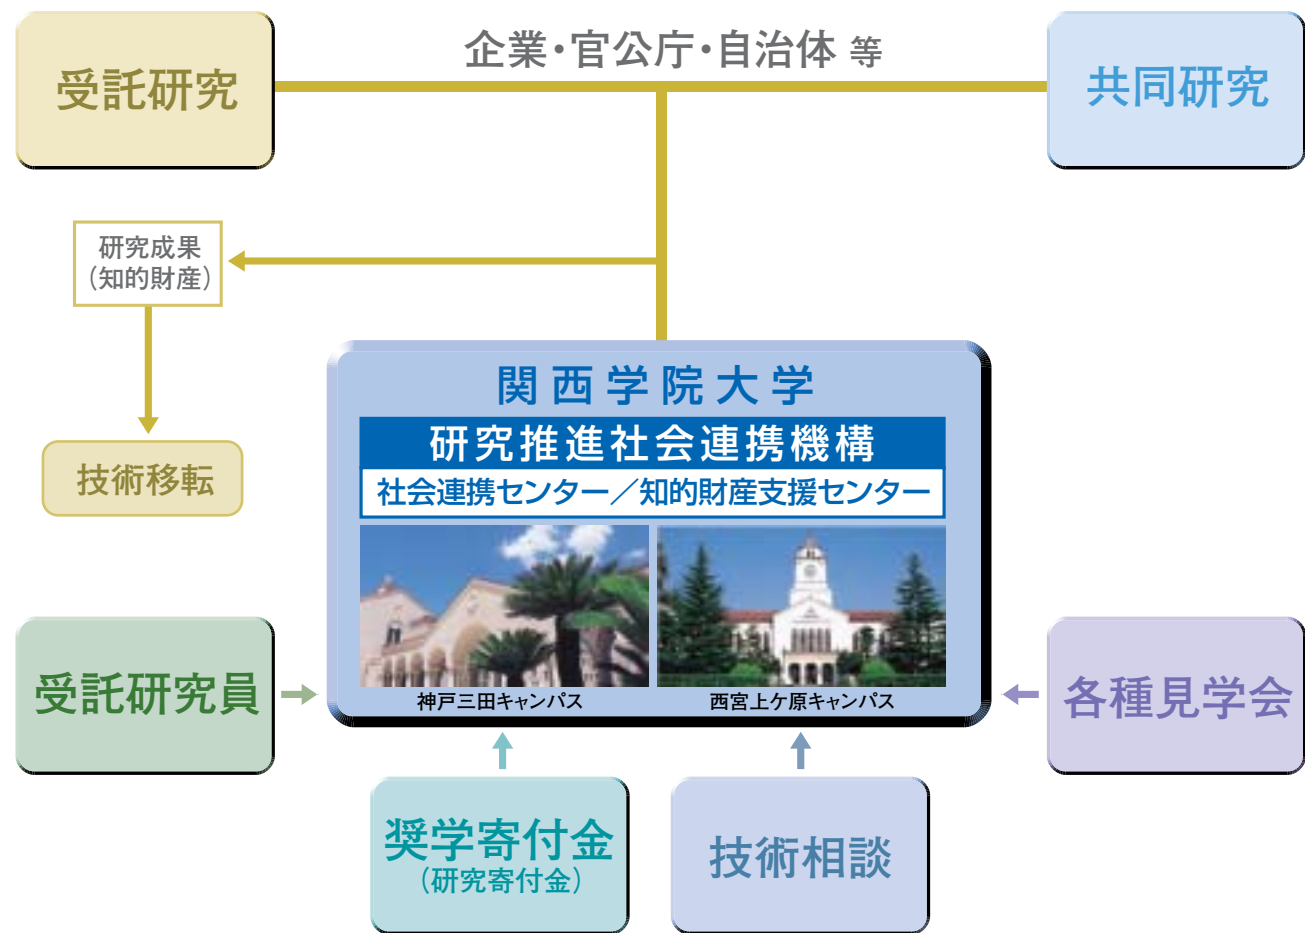 企業・官公庁・自治体 等
受託研究
共同研究
研究成果
（知的財産）
技術移転
関西学院大学
研究推進社会連携機構
社会連携センター／知的財産支援センター
神戸三田キャンパス
西宮上ケ原キャンパス
受託研究員
各種見学会
奨学寄付金
（研究寄付金）
技術相談